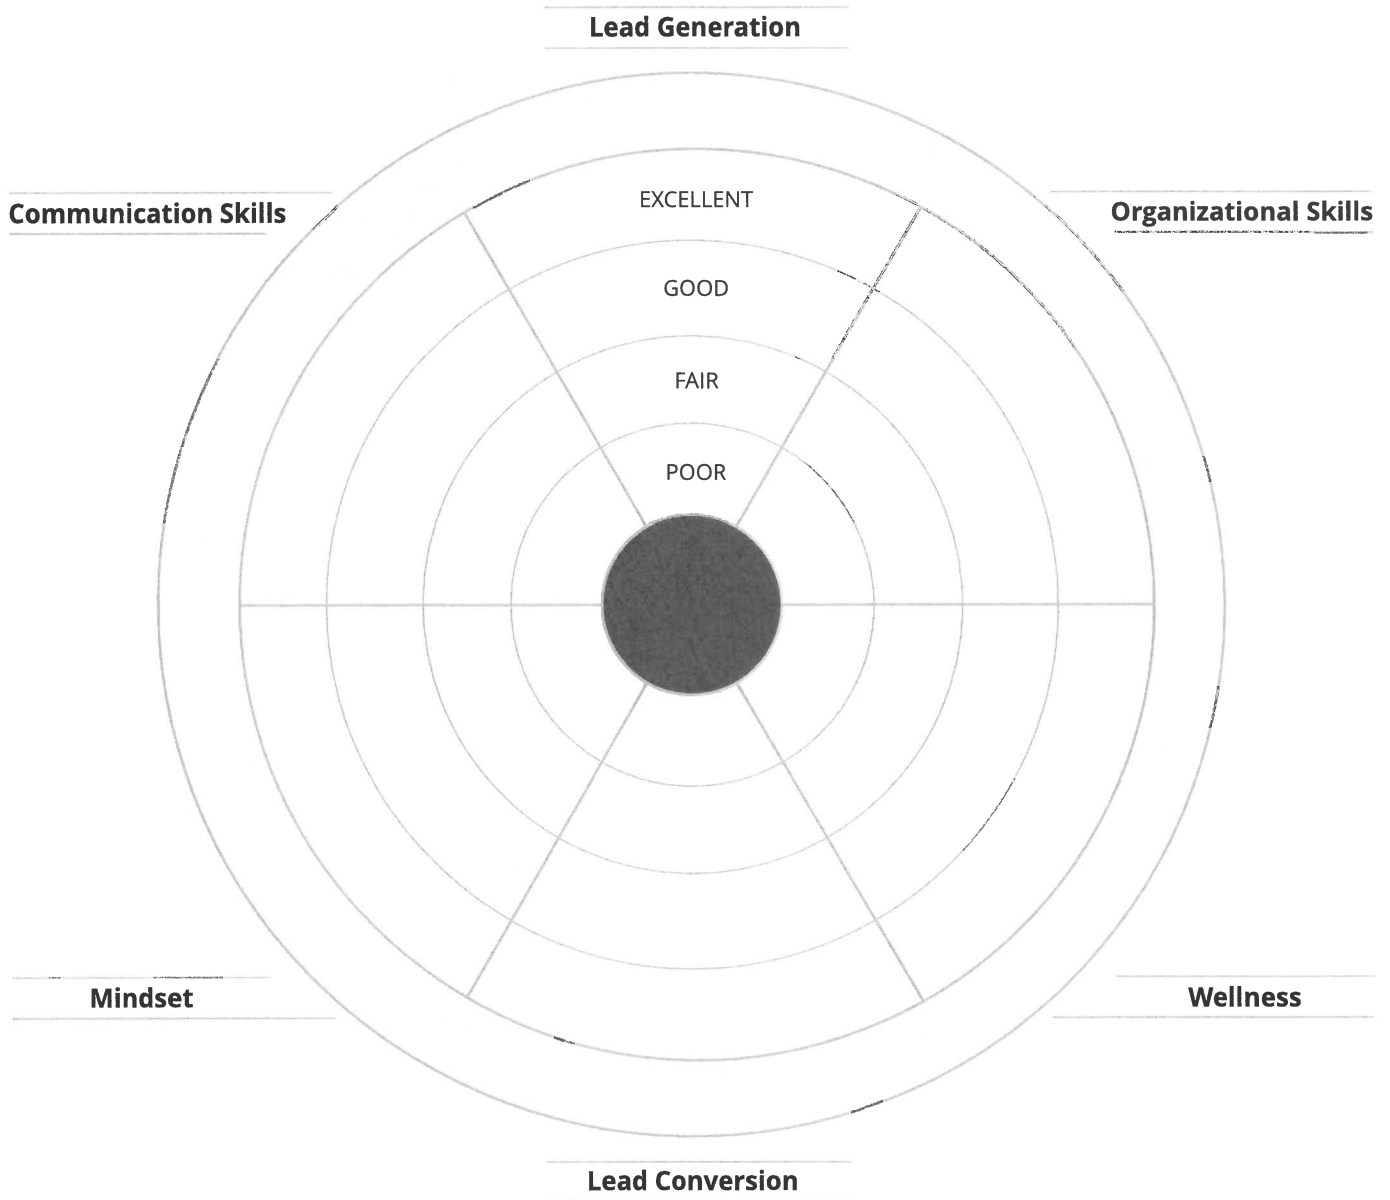 Lead Generation
Communication Skills
Organizational Skills
EXCELLENT
GOOD
FAIR
POOR
Mindset
Wellness
Lead Conversion